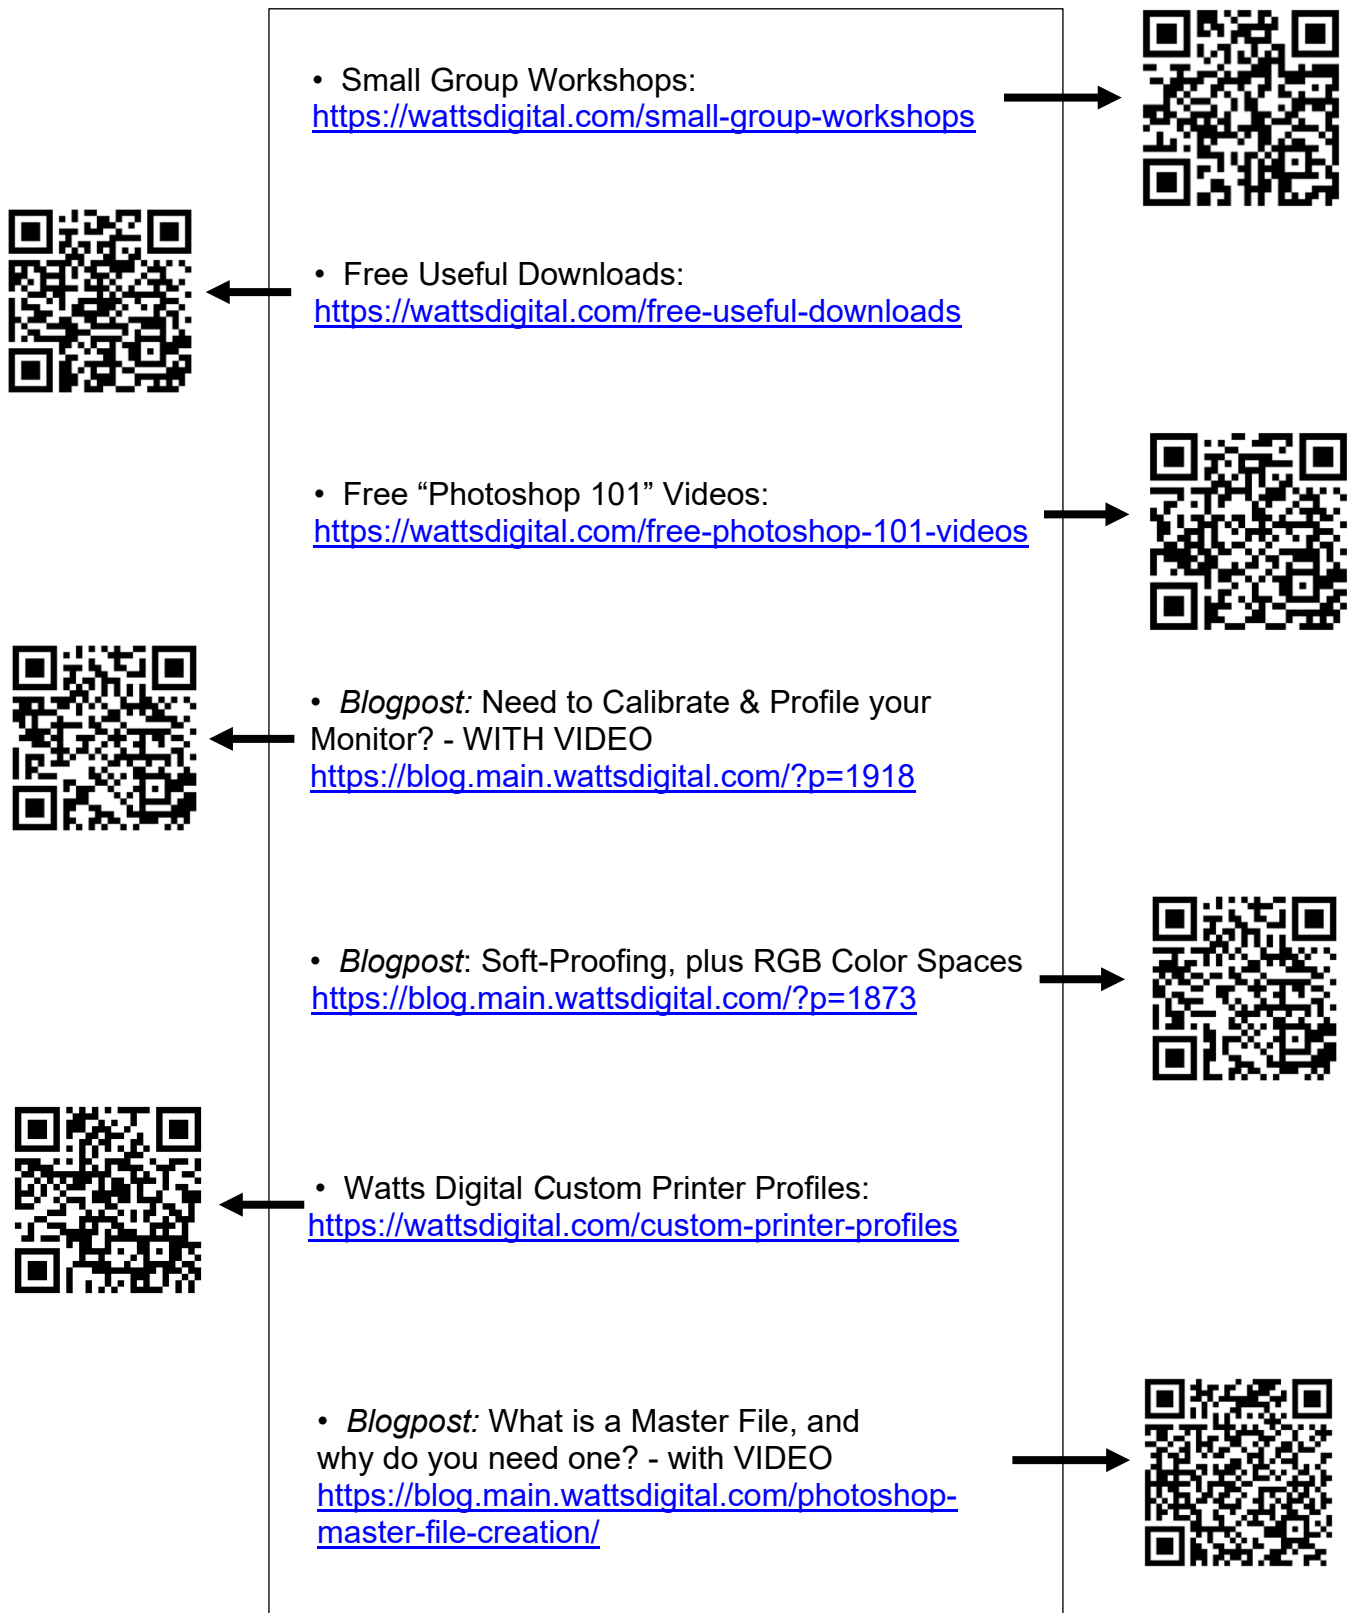 • Small Group Workshops:
https://wattsdigital.com/small-group-workshops
• Free Useful Downloads:
https://wattsdigital.com/free-useful-downloads
• Free “Photoshop 101” Videos:
https://wattsdigital.com/free-photoshop-101-videos
• Blogpost: Need to Calibrate & Profile your
Monitor? - WITH VIDEO
https://blog.main.wattsdigital.com/?p=1918
• Blogpost: Soft-Proofing, plus RGB Color Spaces
https://blog.main.wattsdigital.com/?p=1873
• Watts Digital Custom Printer Profiles:
https://wattsdigital.com/custom-printer-profiles
• Blogpost: What is a Master File, and
why do you need one? - with VIDEO
https://blog.main.wattsdigital.com/photoshop-
master-file-creation/